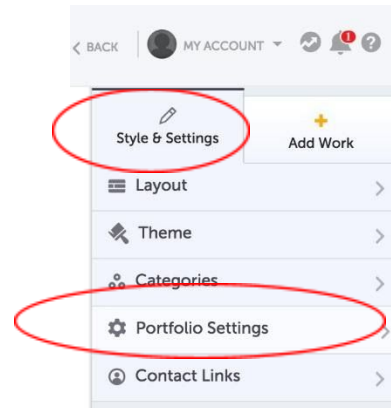 BACK MY ACCOUNT 1 ?
Style & Settings Add Work
Layout
Theme
Categories
Portfolio Settings
Contact Links